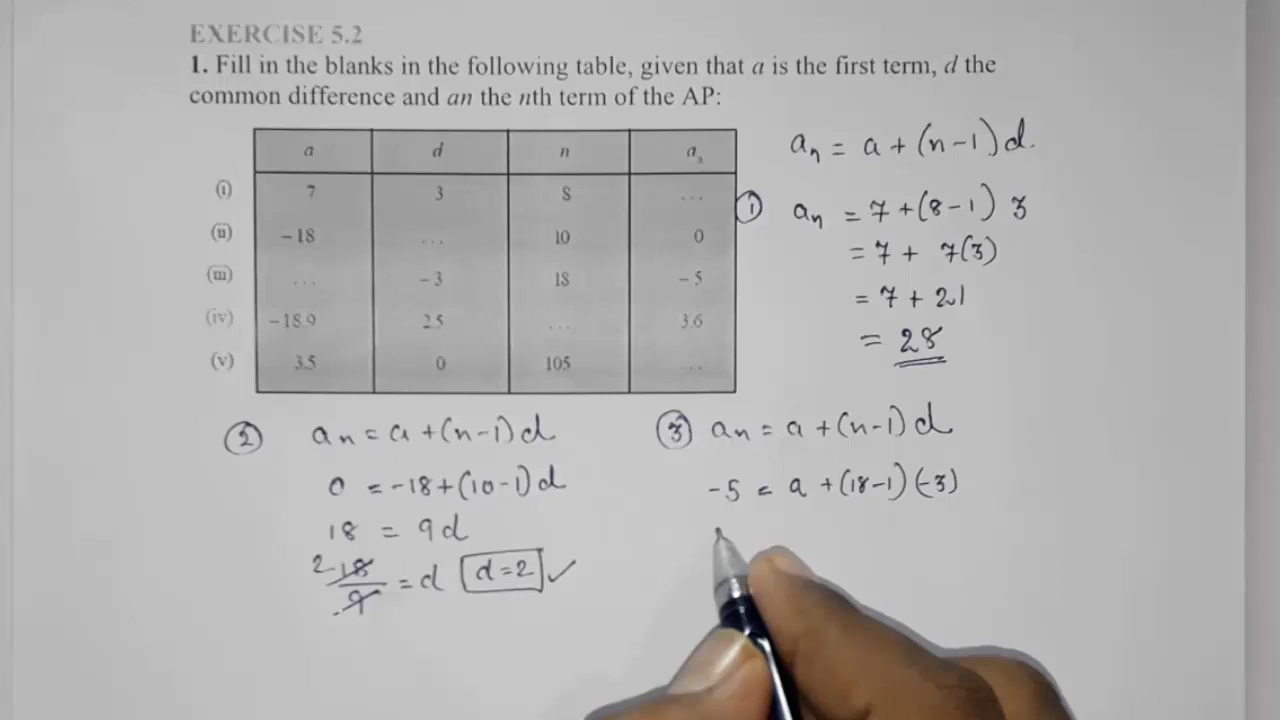 EXERCISE 5.2
1. Fill in the blanks in the following table, given that a is the first term, d the
common difference and an the nth term of the AP:
a d n aₙ
(i) 7 3 8 ...
(ii) −18 ... 10 0
(iii) ... −3 18 −5
(iv) −18.9 2.5 ... 3.6
(v) 3.5 0 105 ...
aₙ = a + (n−1)d.
① aₙ = 7 + (8−1) 3
= 7 + 7(3)
= 7 + 21
= 28
② aₙ = a + (n−1)d
0 = −18 + (10−1)d
18 = 9d
2 18/9 = d d=2 ✓
③ aₙ = a + (n−1)d
−5 = a + (18−1)(−3)